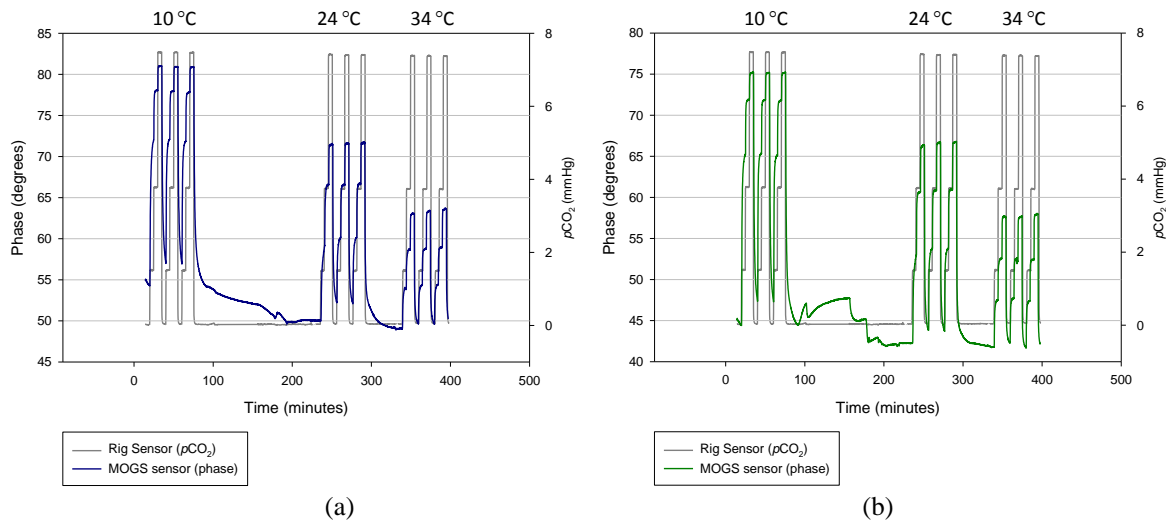 10 °C 24 °C 34 °C
85
80
75
70
65
60
55
50
45
Phase (degrees)
8
6
4
2
0
pCO₂ (mmHg)
0 100 200 300 400 500
Time (minutes)
Rig Sensor (pCO₂)
MOGS sensor (phase)
(a)
10 °C 24 °C 34 °C
80
75
70
65
60
55
50
45
40
Phase (degrees)
8
6
4
2
0
pCO₂ (mmHg)
0 100 200 300 400 500
Time (minutes)
Rig Sensor (pCO₂)
MOGS sensor (phase)
(b)